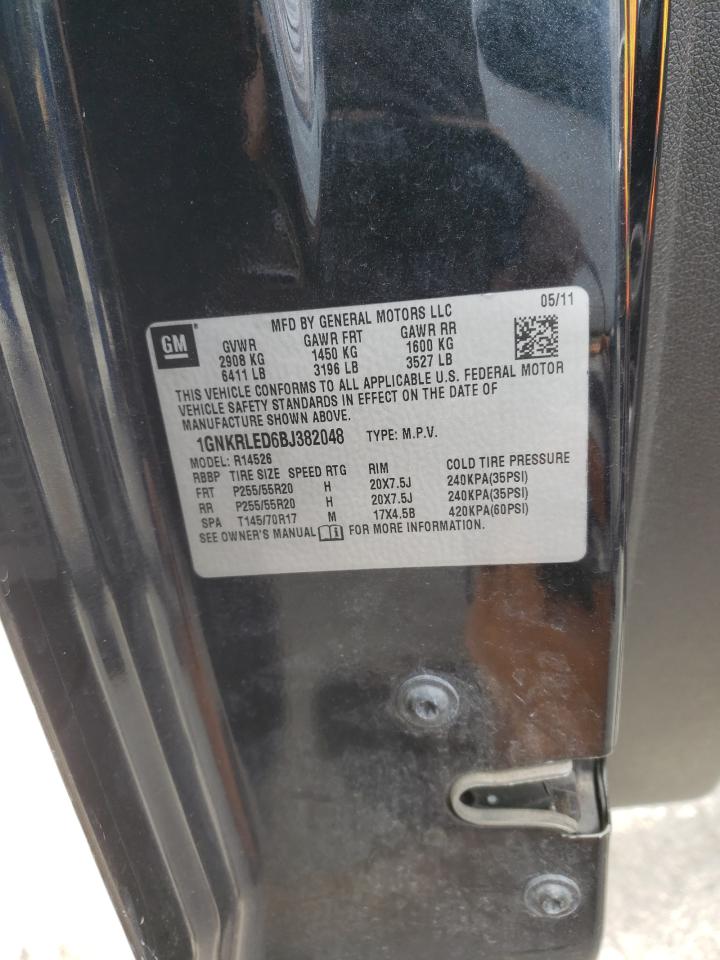 05/11
MFD BY GENERAL MOTORS LLC
GM
GVWR GAWR FRT GAWR RR
2908 KG 1450 KG 1600 KG
6411 LB 3196 LB 3527 LB
THIS VEHICLE CONFORMS TO ALL APPLICABLE U.S. FEDERAL MOTOR
VEHICLE SAFETY STANDARDS IN EFFECT ON THE DATE OF
MANUFACTURE SHOWN ABOVE.
1GNKRLED6BJ382048 TYPE: M.P.V.
MODEL: R14526
RBBP TIRE SIZE SPEED RTG RIM COLD TIRE PRESSURE
FRT P255/55R20 H 20X7.5J 240KPA(35PSI)
RR P255/55R20 H 20X7.5J 240KPA(35PSI)
SPA T145/70R17 M 17X4.5B 420KPA(60PSI)
SEE OWNER'S MANUAL FOR MORE INFORMATION.